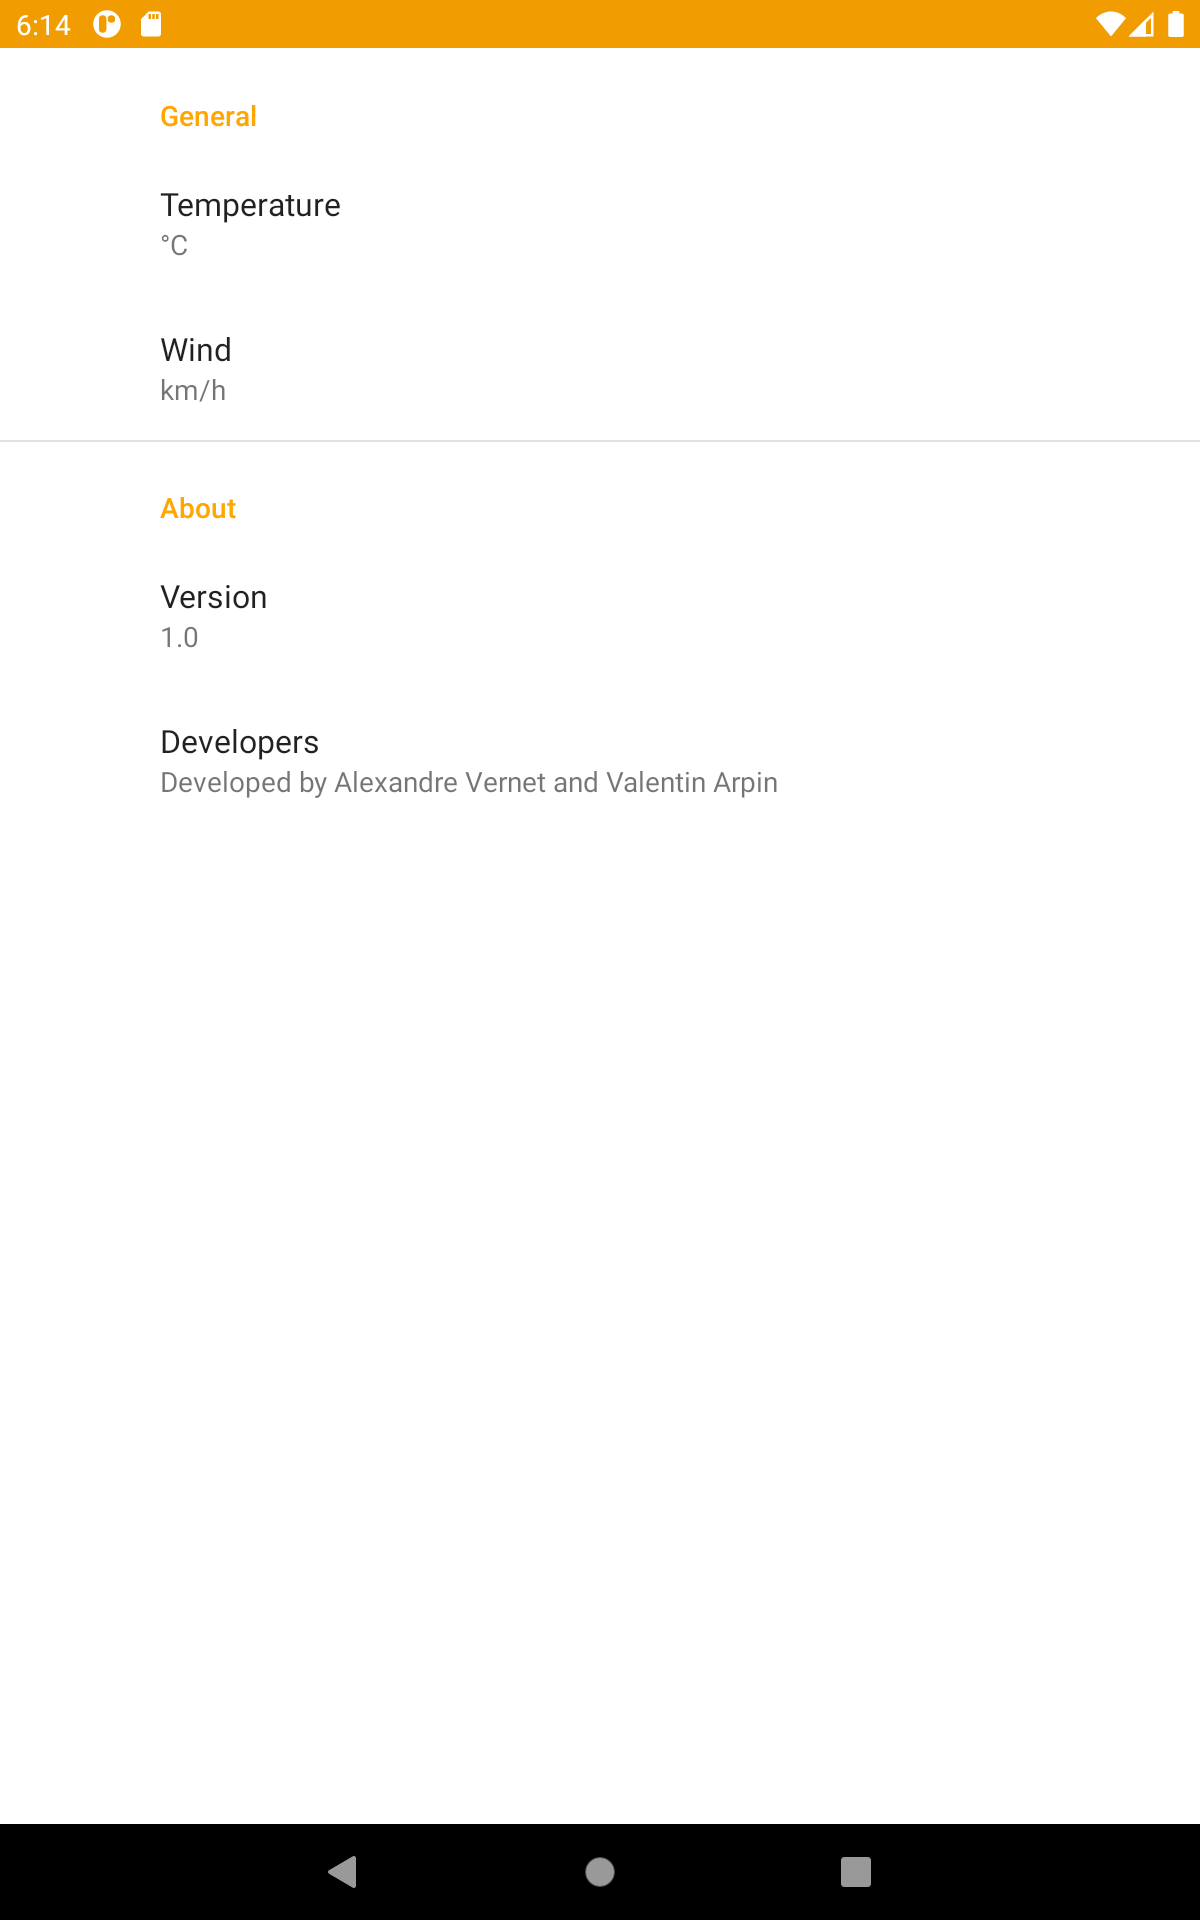 6:14
General
Temperature
°C
Wind
km/h
About
Version
1.0
Developers
Developed by Alexandre Vernet and Valentin Arpin